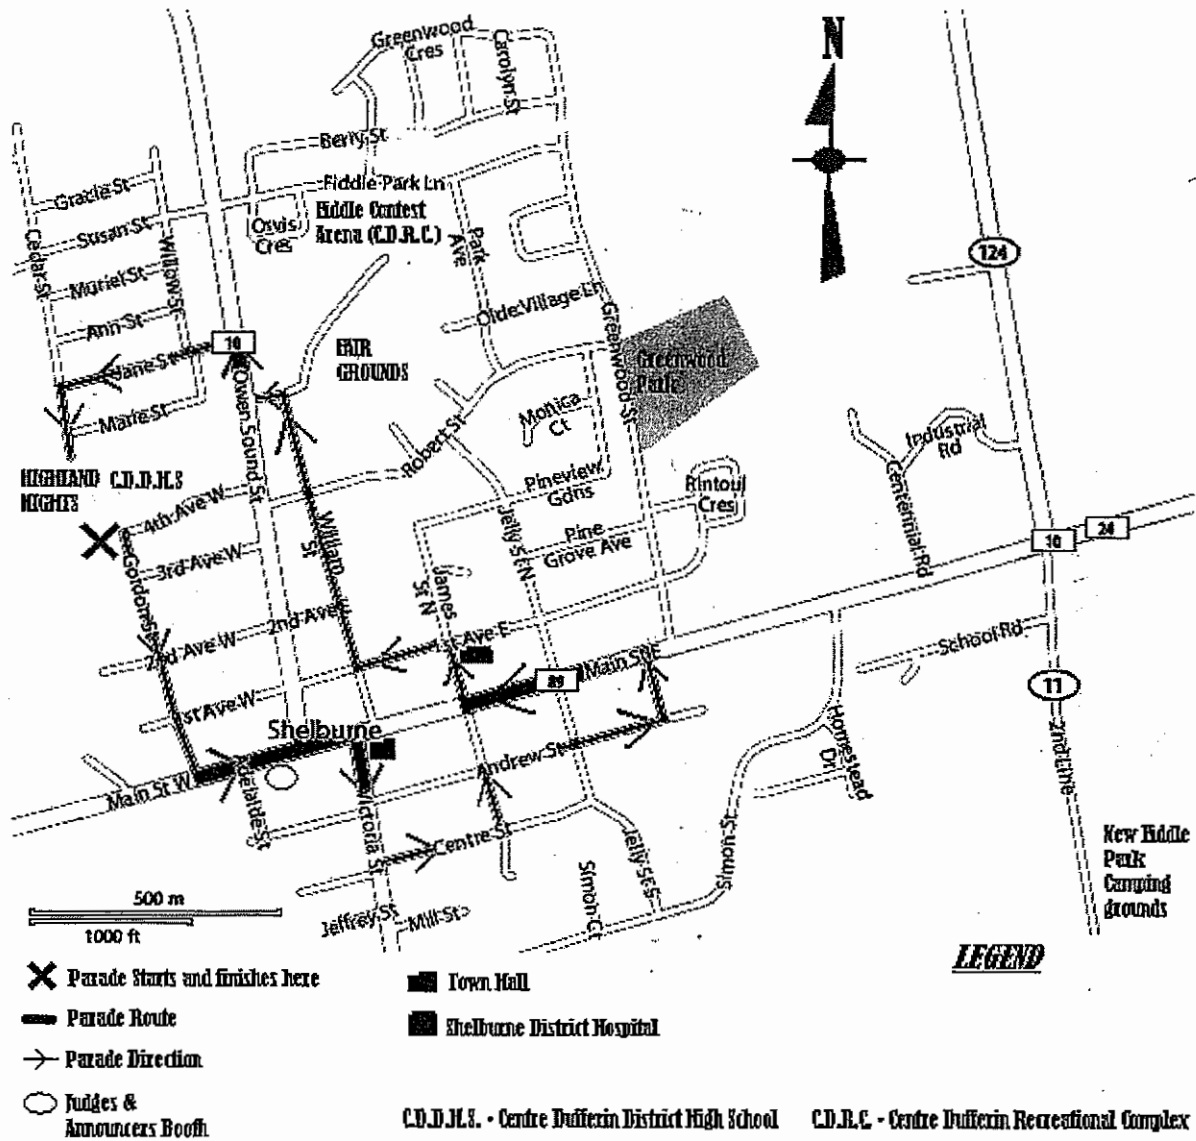 Greenwood
Cres
Carolyn St
N
Berry St
Gracie St
Fiddle Park Ln
Fiddle Contest
Arena (C.D.R.C.)
Susan St
Orvis
Cres
Park
Ave
Cedar St
Willow St
124
Muriel St
Olde Village Ln
Ann St
Greenwood St
10
FAIR
GROUNDS
Greenwood
Park
Jane St
Owen Sound St
Marie St
Monica
Ct
Industrial
Rd
Robert St
HIGHLAND
HIGHTS
C.D.D.H.S
4th Ave W
Pineview
Gdns
Rintoul
Cres
Centennial Rd
William
St
Jelly St N
Pine
Grove Ave
24
10
3rd Ave W
Gordon St
James
St N
2nd Ave W
2nd Ave
1st Ave E
School Rd
Main St E
89
11
1st Ave W
Shelburne
2nd Line
Homestead
Dr
Andrew St
Main St W
Adelaide St
Victoria St
Centre St
Jelly St S
Simon St
Simon Ct
New Fiddle
Park
Camping
grounds
500 m
1000 ft
Jeffrey St
Mill St
LEGEND
Parade Starts and finishes here
Town Hall
Parade Route
Shelburne District Hospital
Parade Direction
Judges &
Announcers Booth
C.D.D.H.S. - Centre Dufferin District High School
C.D.R.C. - Centre Dufferin Recreational Complex